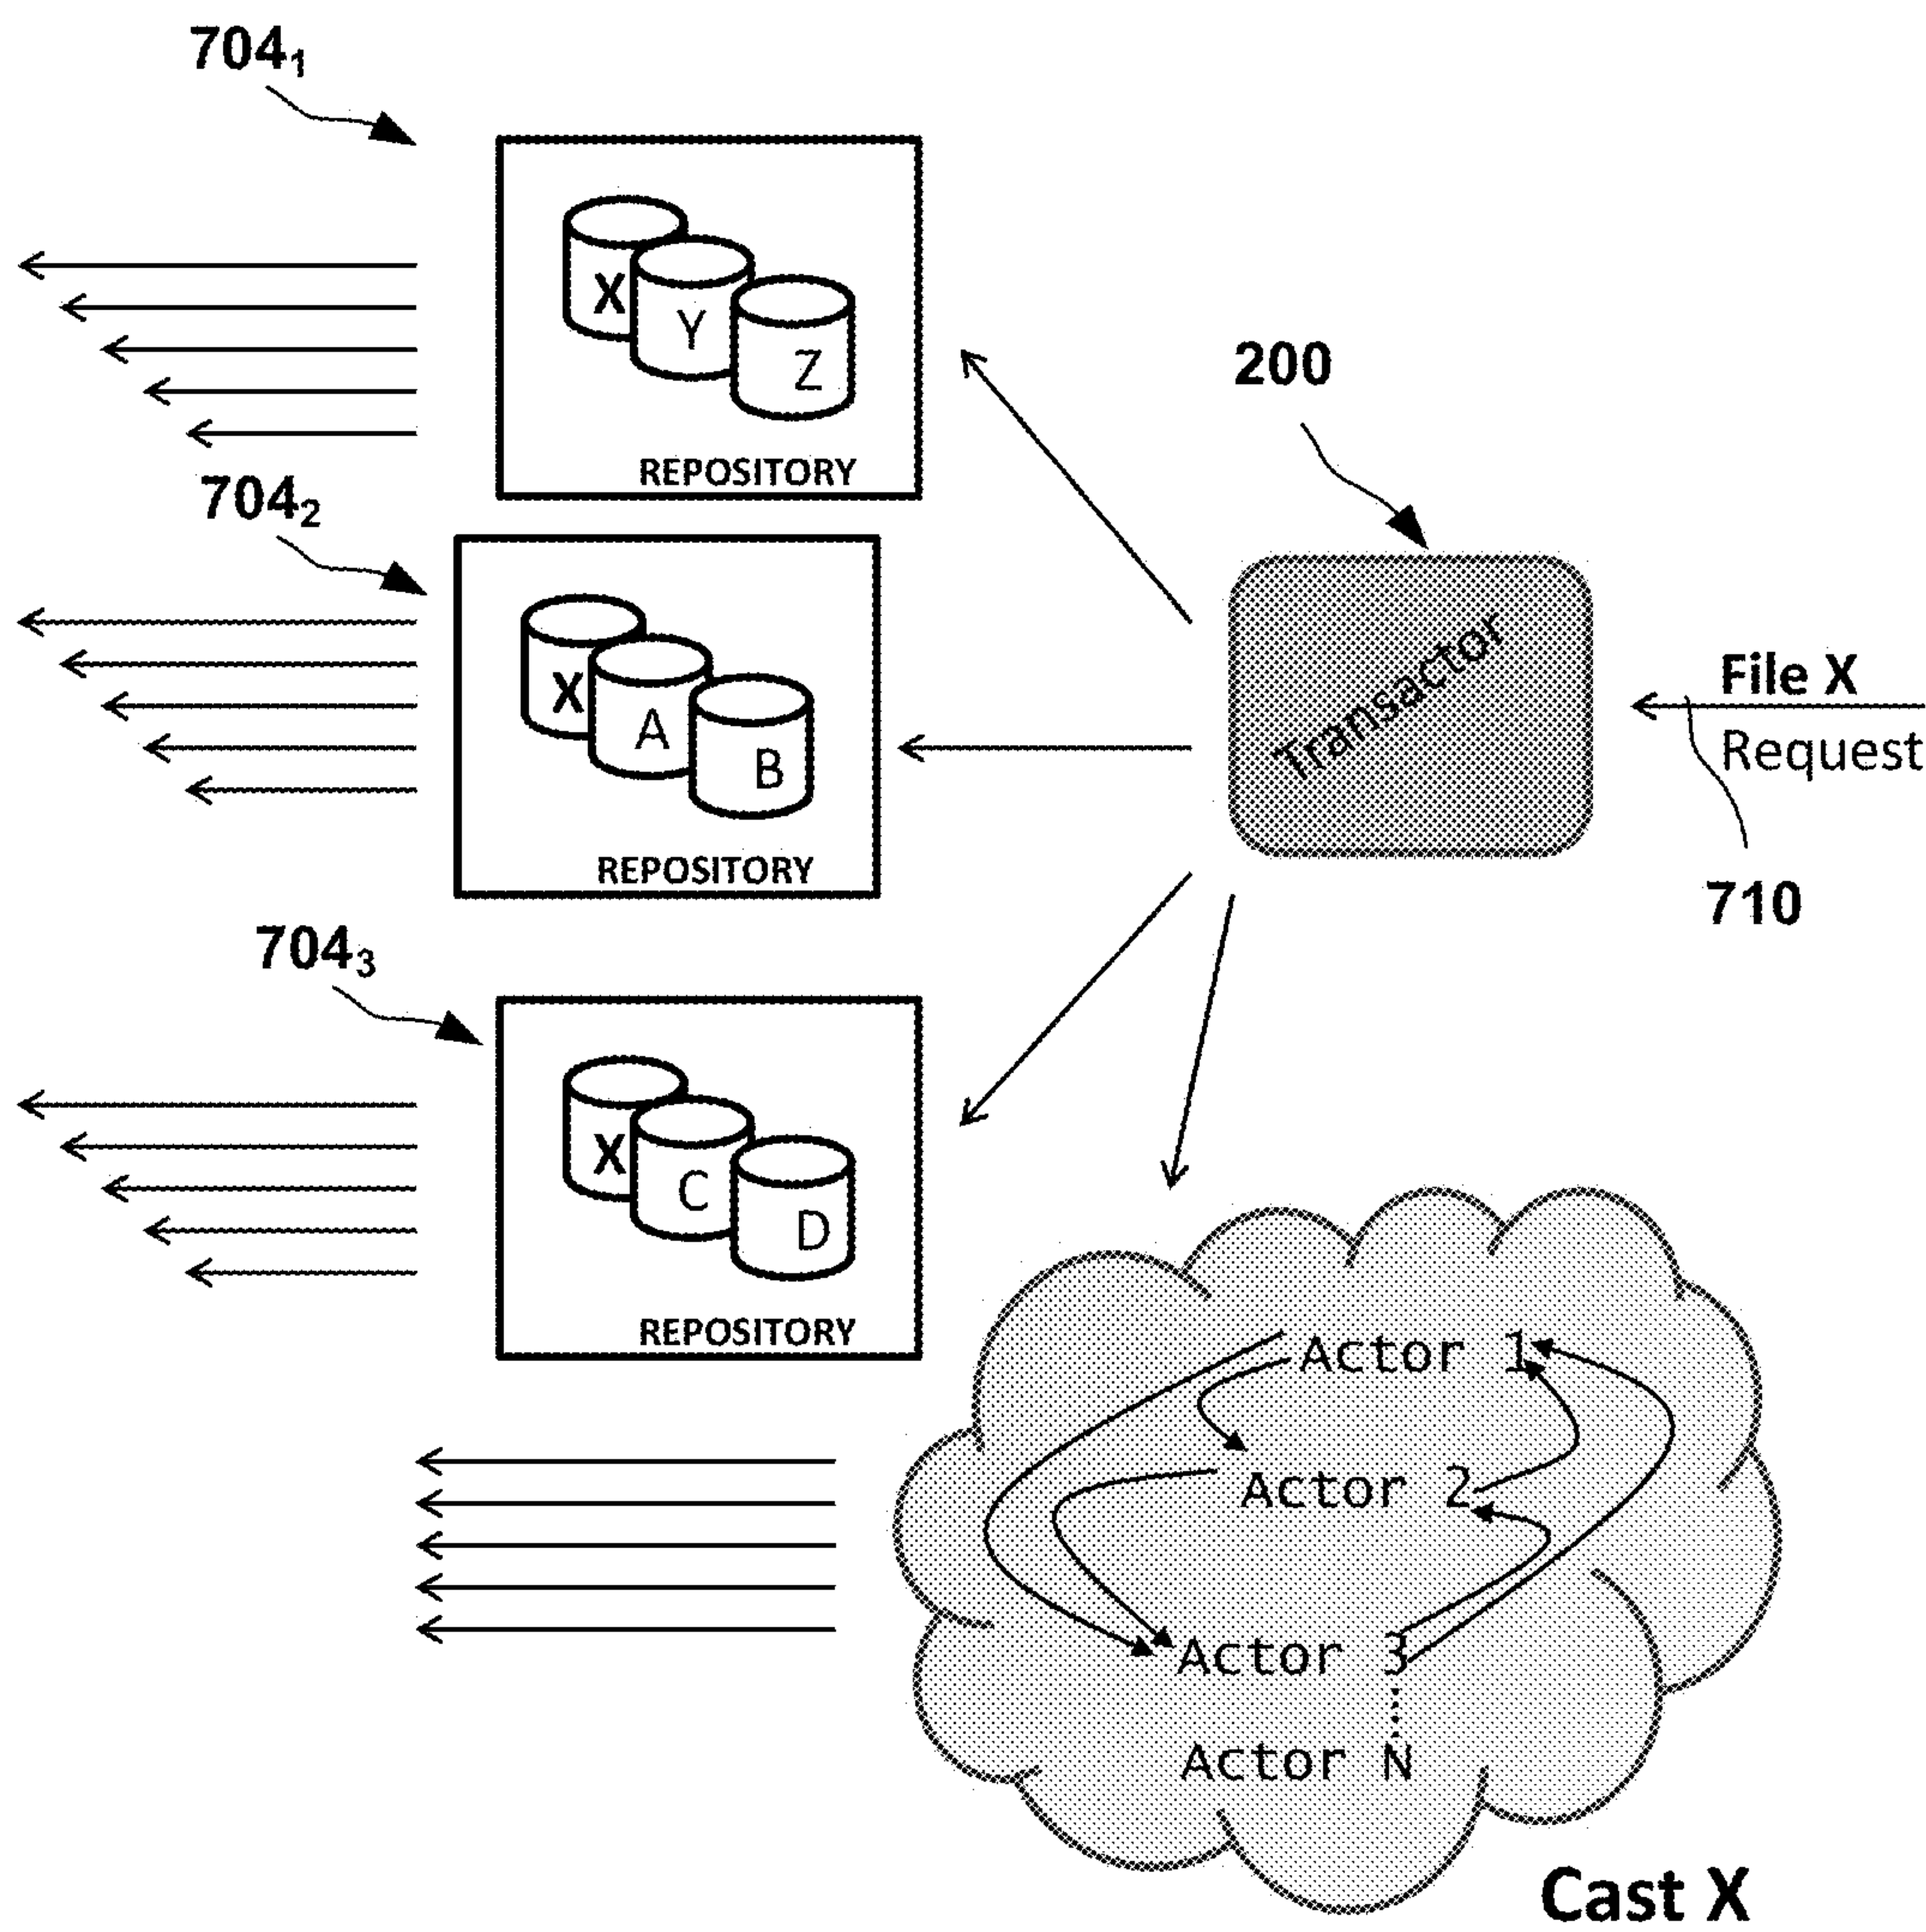 704₁
X
Y
Z
REPOSITORY
200
704₂
X
A
B
REPOSITORY
Transactor
File X
Request
710
704₃
X
C
D
REPOSITORY
Actor 1
Actor 2
Actor 3
Actor N
Cast X